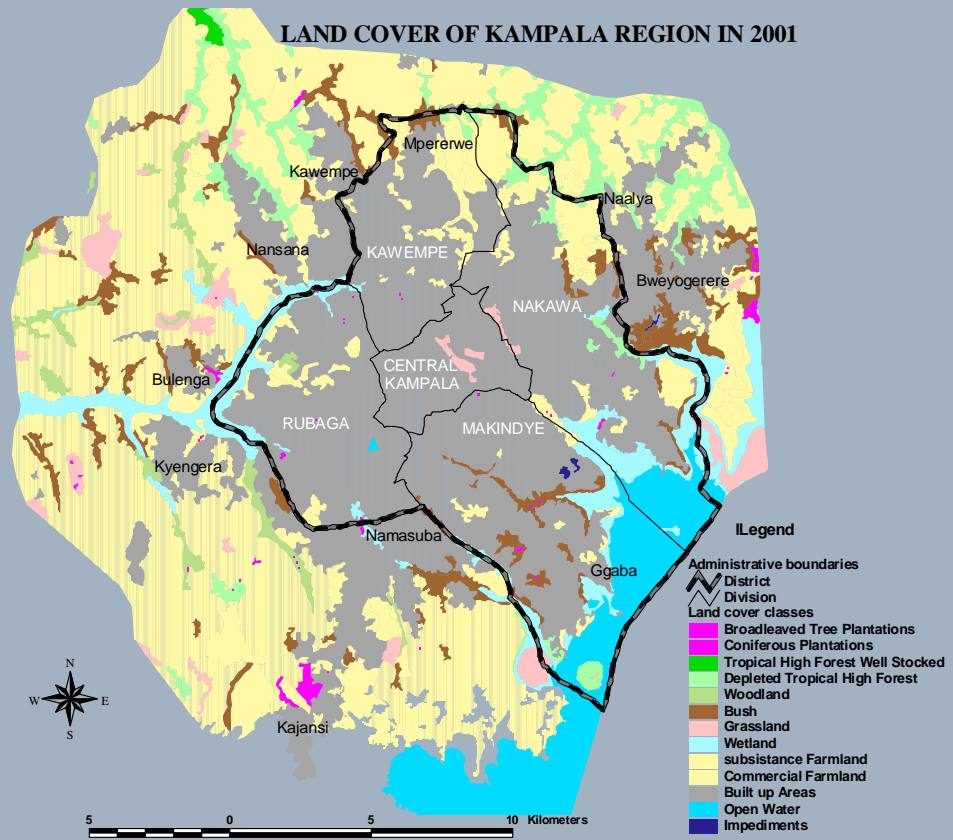 LAND COVER OF KAMPALA REGION IN 2001
Mpererwe
Kawempe
Naalya
Nansana
KAWEMPE
Bweyogerere
NAKAWA
Bulenga
CENTRAL
KAMPALA
RUBAGA
MAKINDYE
Kyengera
Namasuba
Ggaba
Kajansi
N
W
E
S
lLegend
Administrative boundaries
District
Division
Land cover classes
Broadleaved Tree Plantations
Coniferous Plantations
Tropical High Forest Well Stocked
Depleted Tropical High Forest
Woodland
Bush
Grassland
Wetland
subsistance Farmland
Commercial Farmland
Built up Areas
Open Water
Impediments
5 0 5 10 Kilometers